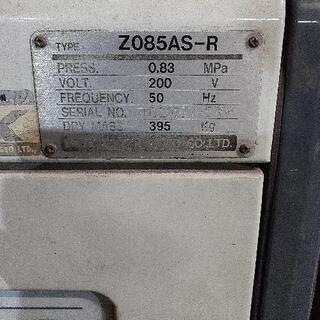 TYPE Z085AS-R
PRESS. 0.83 MPa
VOLT. 200 V
FREQUENCY. 50 Hz
SERIAL NO.
DRY MASS 395 Kg
CO., LTD.
LTD.